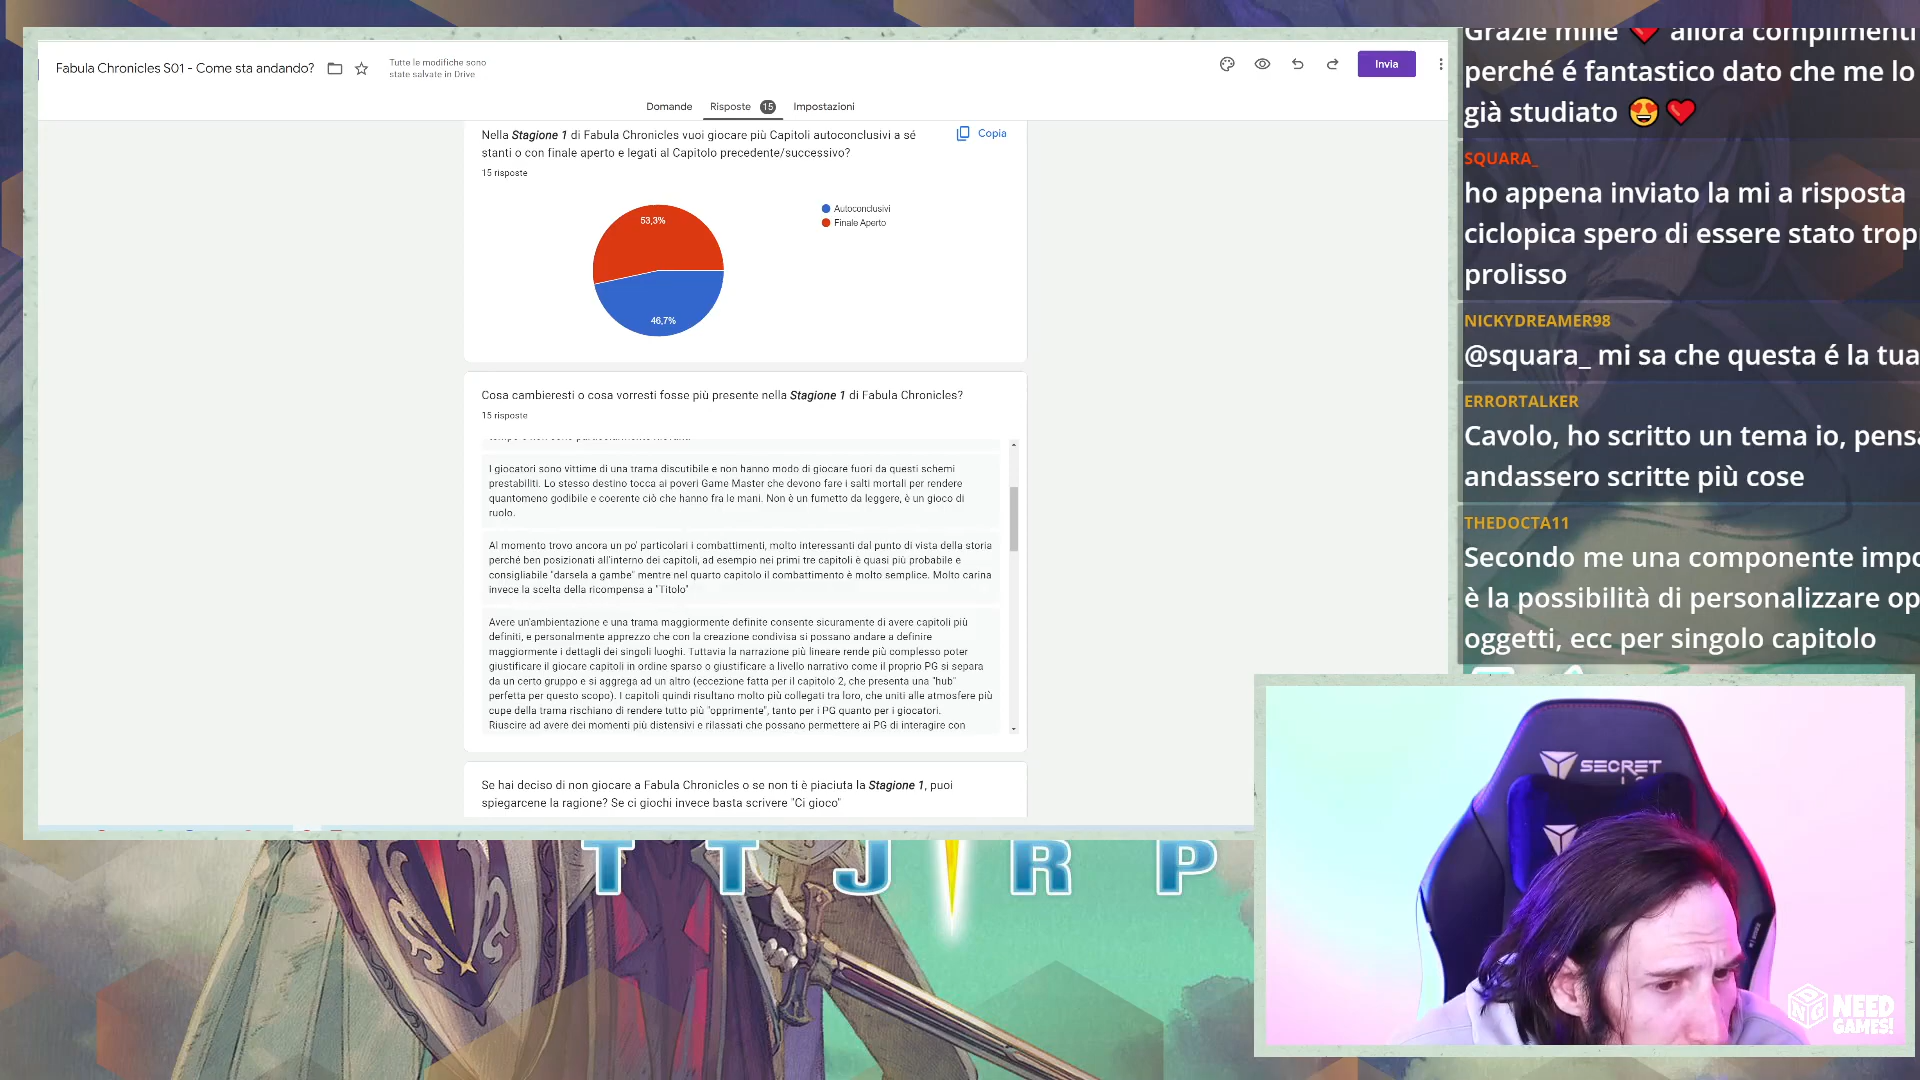 Fabula Chronicles S01 - Come sta andando?
Tutte le modifiche sono
state salvate in Drive
Invia
Domande
Risposte 15
Impostazioni
Nella Stagione 1 di Fabula Chronicles vuoi giocare più Capitoli autoconclusivi a sé
stanti o con finale aperto e legati al Capitolo precedente/successivo?
Copia
15 risposte
53,3%
46,7%
Autoconclusivi
Finale Aperto
Cosa cambieresti o cosa vorresti fosse più presente nella Stagione 1 di Fabula Chronicles?
15 risposte
I giocatori sono vittime di una trama discutibile e non hanno modo di giocare fuori da questi schemi
prestabiliti. Lo stesso destino tocca ai poveri Game Master che devono fare i salti mortali per rendere
quantomeno godibile e coerente ciò che hanno fra le mani. Non è un fumetto da leggere, è un gioco di
ruolo.
Al momento trovo ancora un po' particolari i combattimenti, molto interessanti dal punto di vista della storia
perché ben posizionati all'interno dei capitoli, ad esempio nei primi tre capitoli è quasi più probabile e
consigliabile "darsela a gambe" mentre nel quarto capitolo il combattimento è molto semplice. Molto carina
invece la scelta della ricompensa a "Titolo"
Avere un'ambientazione e una trama maggiormente definite consente sicuramente di avere capitoli più
definiti, e personalmente apprezzo che con la creazione condivisa si possano andare a definire
maggiormente i dettagli dei singoli luoghi. Tuttavia la narrazione più lineare rende più complesso poter
giustificare il giocare capitoli in ordine sparso o giustificare a livello narrativo come il proprio PG si separa
da un certo gruppo e si aggrega ad un altro (eccezione fatta per il capitolo 2, che presenta una "hub"
perfetta per questo scopo). I capitoli quindi risultano molto più collegati tra loro, che uniti alle atmosfere più
cupe della trama rischiano di rendere tutto più "opprimente", tanto per i PG quanto per i giocatori.
Riuscire ad avere dei momenti più distensivi e rilassati che possano permettere ai PG di interagire con
Se hai deciso di non giocare a Fabula Chronicles o se non ti è piaciuta la Stagione 1, puoi
spiegarcene la ragione? Se ci giochi invece basta scrivere "Ci gioco"
Grazie mille ❤️ allora complimenti
perché é fantastico dato che me lo
già studiato 😍❤️
SQUARA_
ho appena inviato la mi a risposta
ciclopica spero di essere stato trop
prolisso
NICKYDREAMER98
@squara_ mi sa che questa é la tua
ERRORTALKER
Cavolo, ho scritto un tema io, pensa
andassero scritte più cose
THEDOCTA11
Secondo me una componente impo
è la possibilità di personalizzare op
oggetti, ecc per singolo capitolo
TTJRP
SECRET
NEED
GAMES!